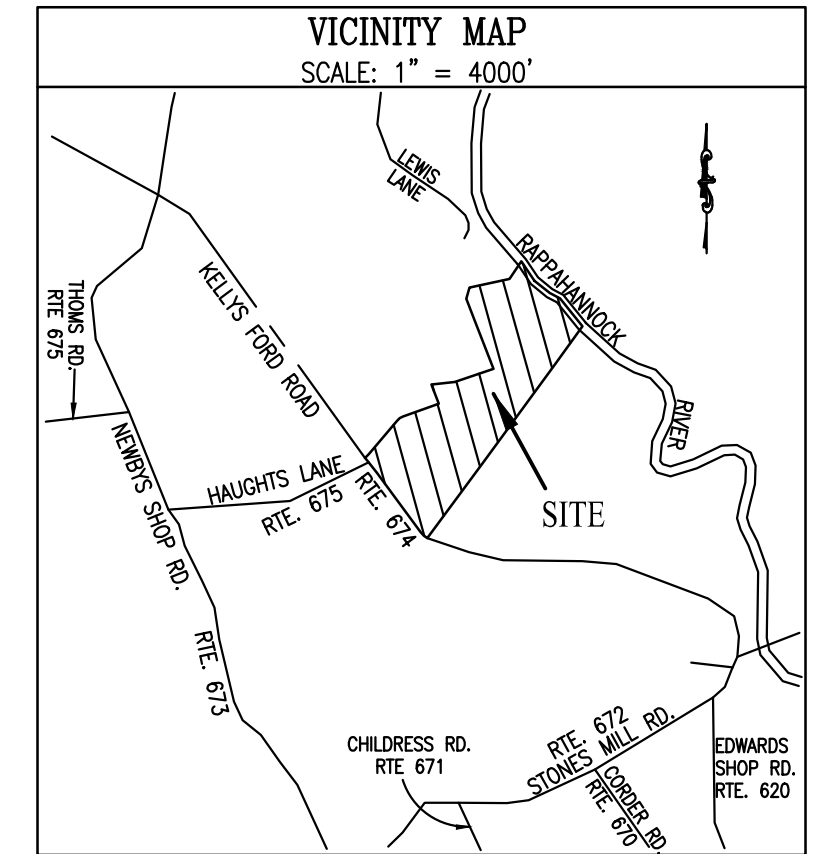 VICINITY MAP
SCALE: 1" = 4000'
LEWIS
LANE
RAPPAHANNOCK
RIVER
KELLYS FORD ROAD
THOMS RD.
RTE 675
NEWBYS SHOP RD.
HAUGHTS LANE
RTE. 675
RTE. 674
SITE
RTE. 673
CHILDRESS RD.
RTE 671
RTE. 672
STONES MILL RD.
CORDER RD.
RTE. 670
EDWARDS
SHOP RD.
RTE. 620